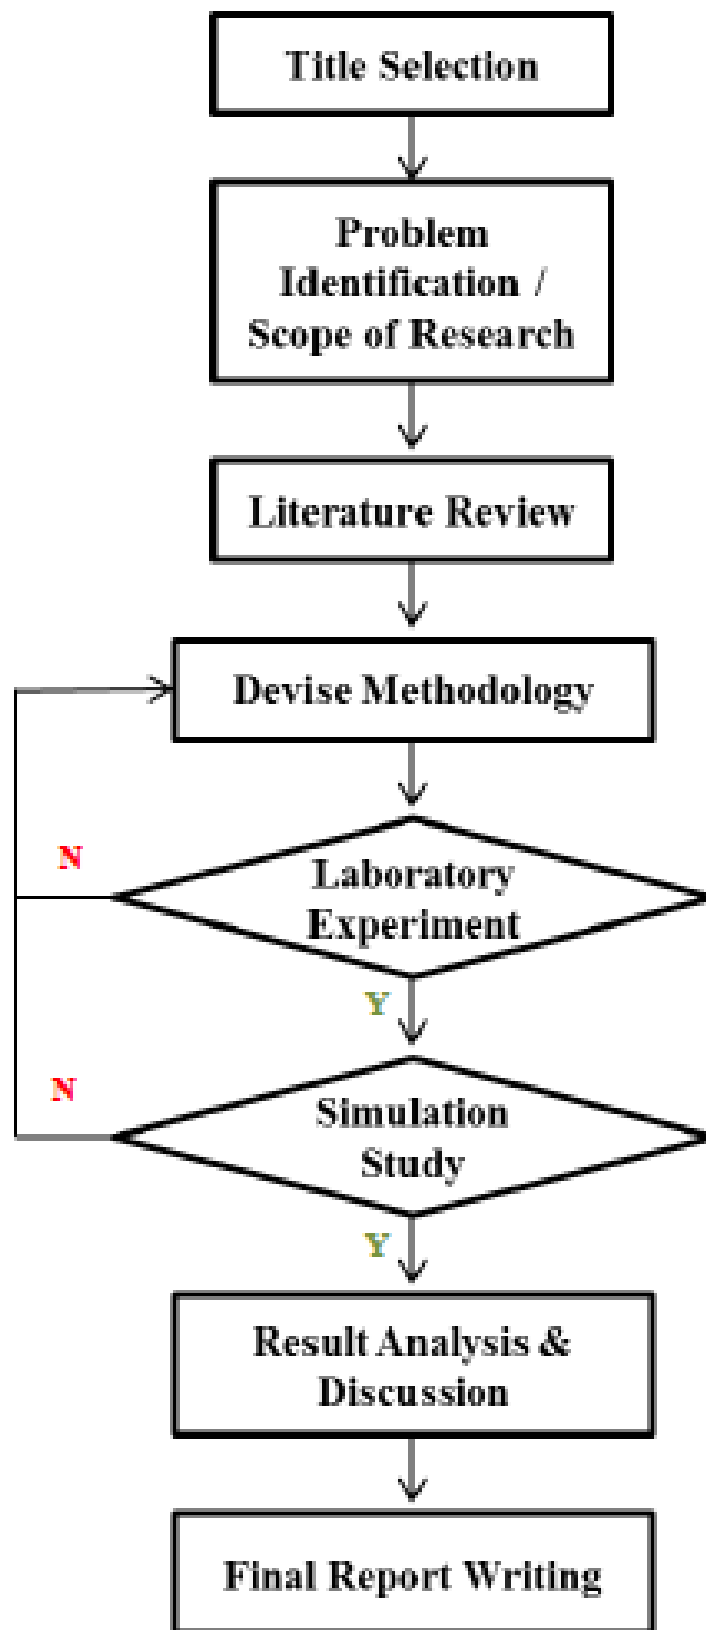 Title Selection
Problem
Identification /
Scope of Research
Literature Review
Devise Methodology
N
Laboratory
Experiment
Y
N
Simulation
Study
Y
Result Analysis &
Discussion
Final Report Writing